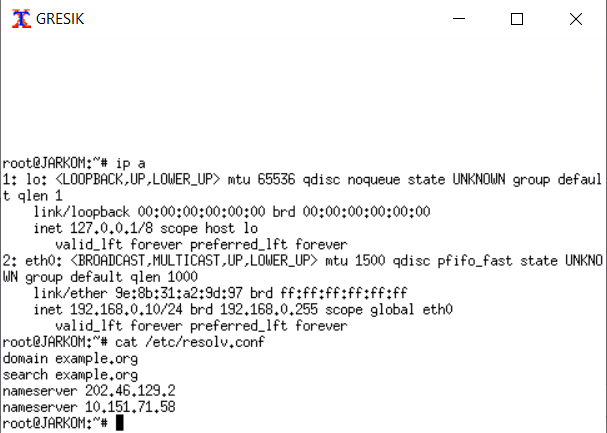 GRESIK
root@JARKOM:~# ip a
1: lo: <LOOPBACK,UP,LOWER_UP> mtu 65536 qdisc noqueue state UNKNOWN group defaul
t qlen 1
    link/loopback 00:00:00:00:00:00 brd 00:00:00:00:00:00
    inet 127.0.0.1/8 scope host lo
       valid_lft forever preferred_lft forever
2: eth0: <BROADCAST,MULTICAST,UP,LOWER_UP> mtu 1500 qdisc pfifo_fast state UNKNO
WN group default qlen 1000
    link/ether 9e:8b:31:a2:9d:97 brd ff:ff:ff:ff:ff:ff
    inet 192.168.0.10/24 brd 192.168.0.255 scope global eth0
       valid_lft forever preferred_lft forever
root@JARKOM:~# cat /etc/resolv.conf
domain example.org
search example.org
nameserver 202.46.129.2
nameserver 10.151.71.58
root@JARKOM:~#